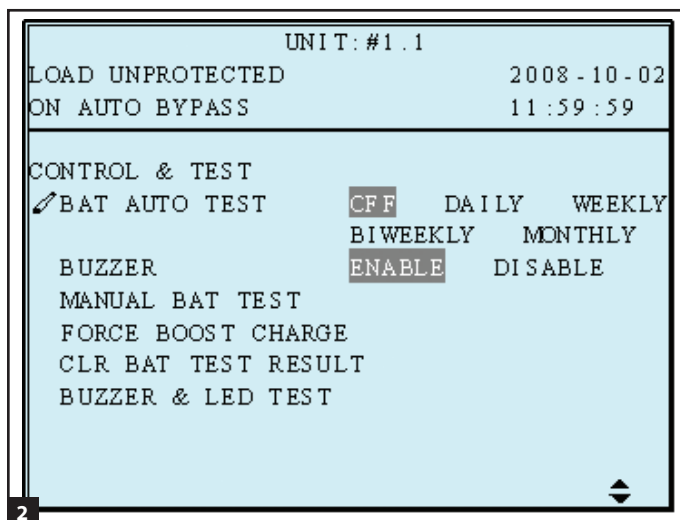 UNIT:#1.1
LOAD UNPROTECTED 2008-10-02
ON AUTO BYPASS 11:59:59
CONTROL & TEST
BAT AUTO TEST CFF DAILY WEEKLY
BIWEEKLY MONTHLY
BUZZER ENABLE DISABLE
MANUAL BAT TEST
FORCE BOOST CHARGE
CLR BAT TEST RESULT
BUZZER & LED TEST
2